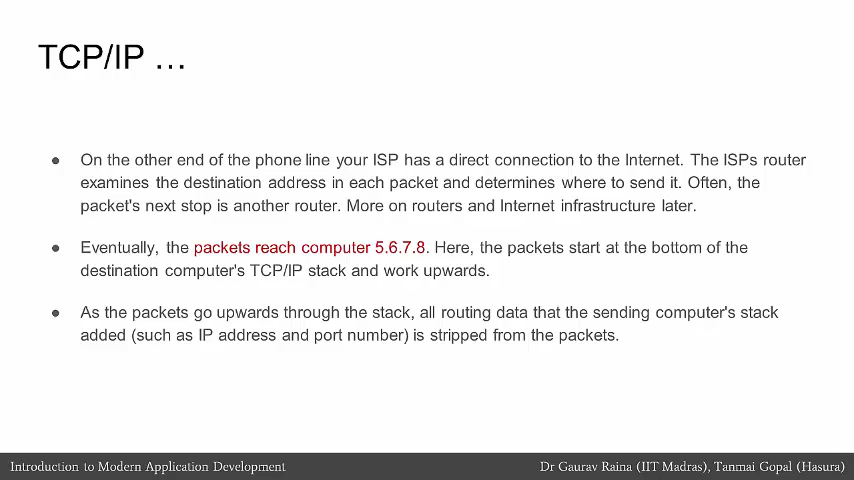 TCP/IP …
● On the other end of the phone line your ISP has a direct connection to the Internet. The ISPs router
examines the destination address in each packet and determines where to send it. Often, the
packet's next stop is another router. More on routers and Internet infrastructure later.
● Eventually, the packets reach computer 5.6.7.8. Here, the packets start at the bottom of the
destination computer's TCP/IP stack and work upwards.
● As the packets go upwards through the stack, all routing data that the sending computer's stack
added (such as IP address and port number) is stripped from the packets.
Introduction to Modern Application Development
Dr Gaurav Raina (IIT Madras), Tanmai Gopal (Hasura)